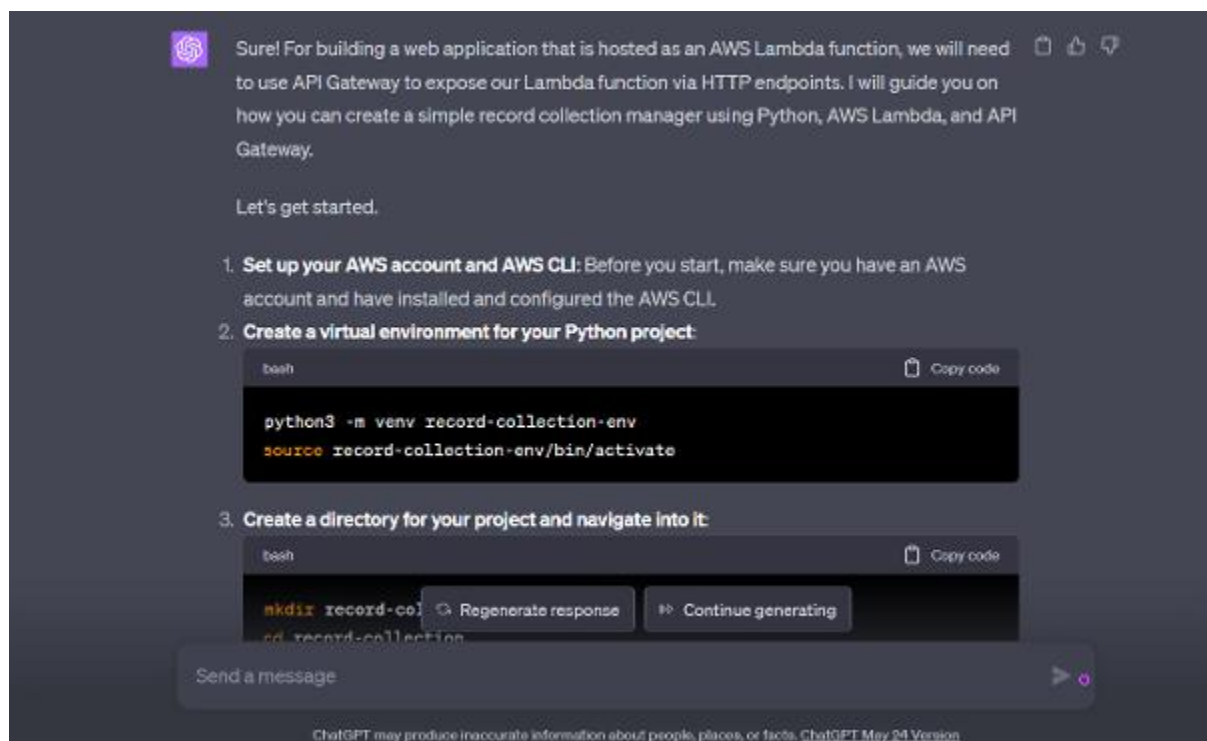 Sure! For building a web application that is hosted as an AWS Lambda function, we will need
to use API Gateway to expose our Lambda function via HTTP endpoints. I will guide you on
how you can create a simple record collection manager using Python, AWS Lambda, and API
Gateway.
Let's get started.
1. Set up your AWS account and AWS CLI: Before you start, make sure you have an AWS
account and have installed and configured the AWS CLI.
2. Create a virtual environment for your Python project:
bash Copy code
python3 -m venv record-collection-env
source record-collection-env/bin/activate
3. Create a directory for your project and navigate into it:
bash Copy code
mkdir record-col
Regenerate response Continue generating
cd record-collection
Send a message
ChatGPT may produce inaccurate information about people, places, or facts. ChatGPT May 24 Version